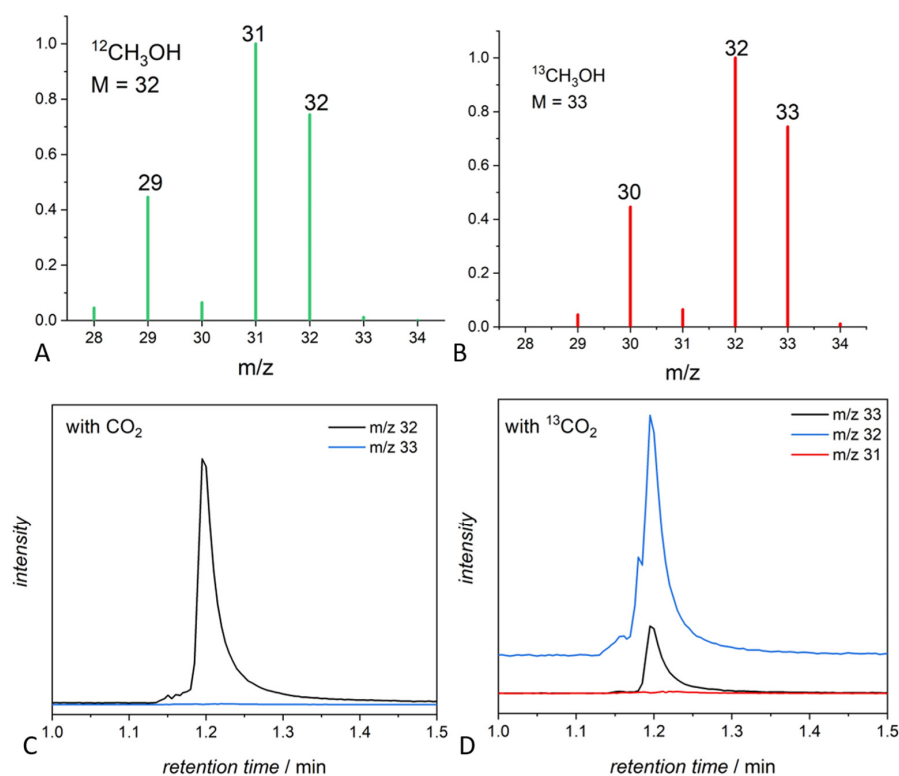 ¹²CH₃OH
M = 32
31
32
29
1.0
0.8
0.6
0.4
0.2
0.0
28 29 30 31 32 33 34
m/z
A
¹³CH₃OH
M = 33
32
33
30
1.0
0.8
0.6
0.4
0.2
0.0
28 29 30 31 32 33 34
m/z
B
with CO₂
m/z 32
m/z 33
intensity
1.0 1.1 1.2 1.3 1.4 1.5
retention time / min
C
with ¹³CO₂
m/z 33
m/z 32
m/z 31
intensity
1.0 1.1 1.2 1.3 1.4 1.5
retention time / min
D